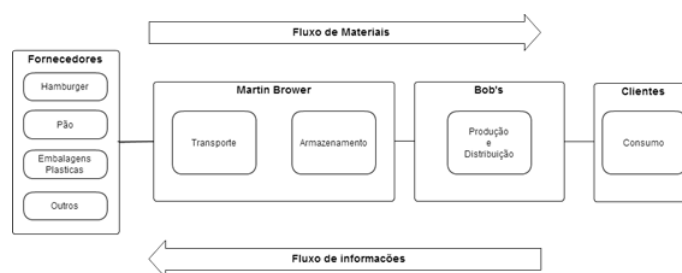 Fluxo de Materiais
Fornecedores
Hamburger
Pão
Embalagens
Plasticas
Outros
Martin Brower
Transporte
Armazenamento
Bob's
Produção
e
Distribuição
Clientes
Consumo
Fluxo de informacões